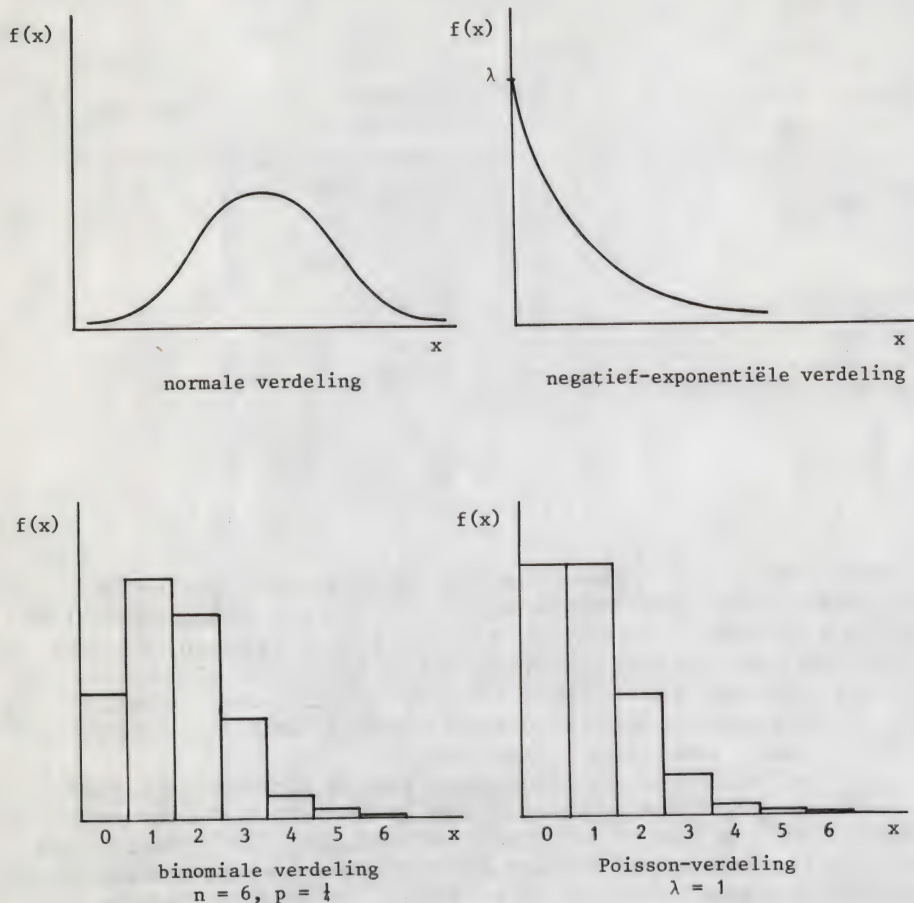 f(x)
x
normale verdeling
f(x)
λ
x
negatief-exponentiële verdeling
f(x)
0 1 2 3 4 5 6 x
binomiale verdeling
n = 6, p = ¼
f(x)
0 1 2 3 4 5 6 x
Poisson-verdeling
λ = 1